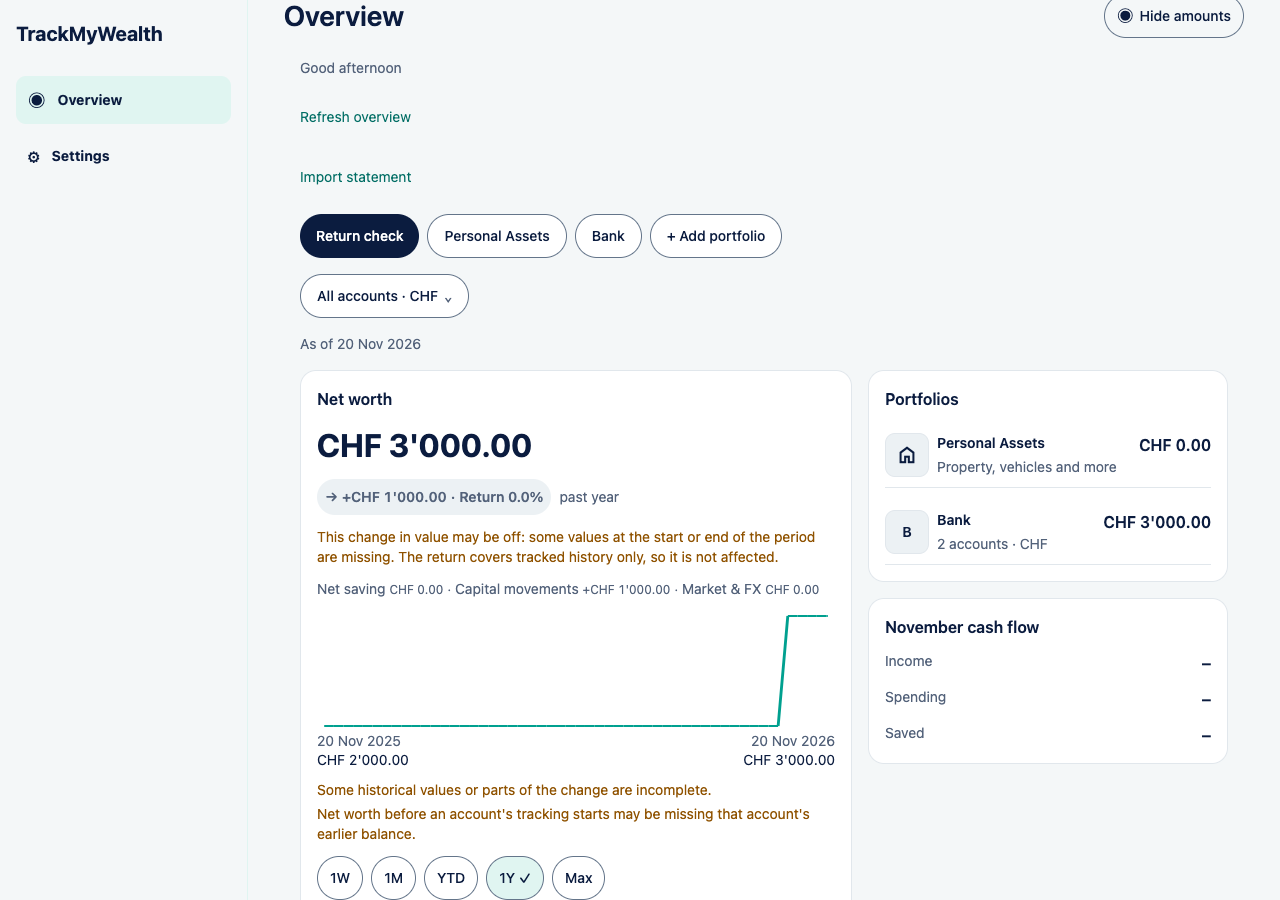 TrackMyWealth
Overview
Settings
Overview
Hide amounts
Good afternoon
Refresh overview
Import statement
Return check
Personal Assets
Bank
+ Add portfolio
All accounts · CHF
As of 20 Nov 2026
Net worth
CHF 3'000.00
→ +CHF 1'000.00 · Return 0.0%
past year
This change in value may be off: some values at the start or end of the period
are missing. The return covers tracked history only, so it is not affected.
Net saving CHF 0.00 · Capital movements +CHF 1'000.00 · Market & FX CHF 0.00
20 Nov 2025
20 Nov 2026
CHF 2'000.00
CHF 3'000.00
Some historical values or parts of the change are incomplete.
Net worth before an account's tracking starts may be missing that account's
earlier balance.
1W
1M
YTD
1Y ✓
Max
Portfolios
Personal Assets
CHF 0.00
Property, vehicles and more
B
Bank
CHF 3'000.00
2 accounts · CHF
November cash flow
Income
–
Spending
–
Saved
–